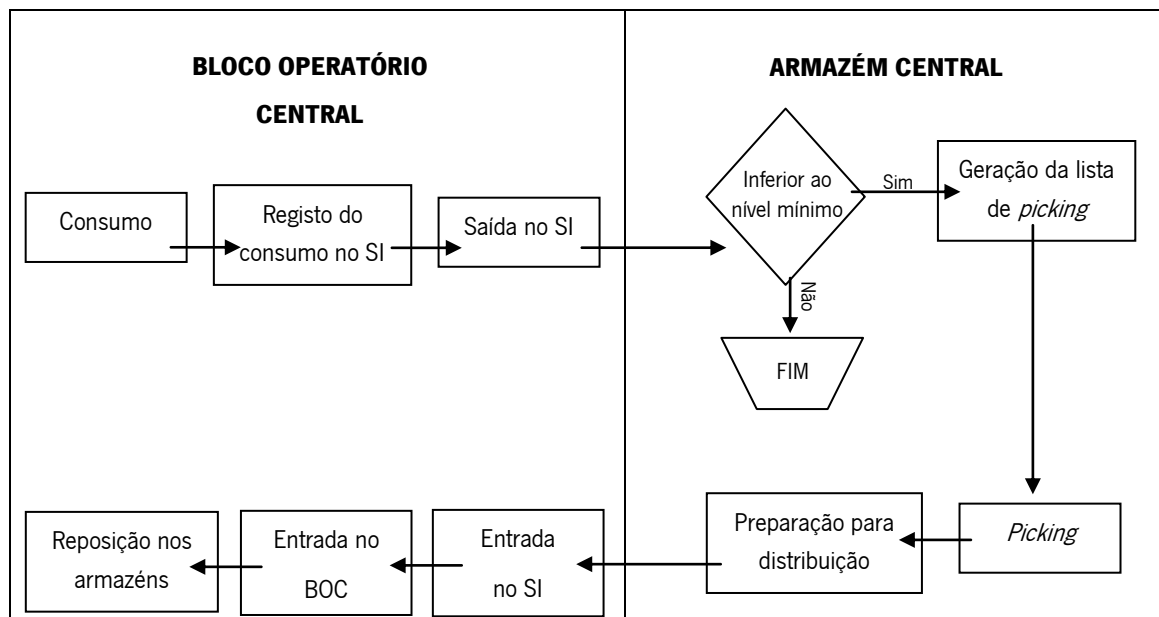 BLOCO OPERATÓRIO
CENTRAL
ARMAZÉM CENTRAL
Consumo
Registo do
consumo no SI
Saída no SI
Inferior ao
nível mínimo
Sim
Geração da lista
de picking
Não
FIM
Reposição nos
armazéns
Entrada no
BOC
Entrada
no SI
Preparação para
distribuição
Picking